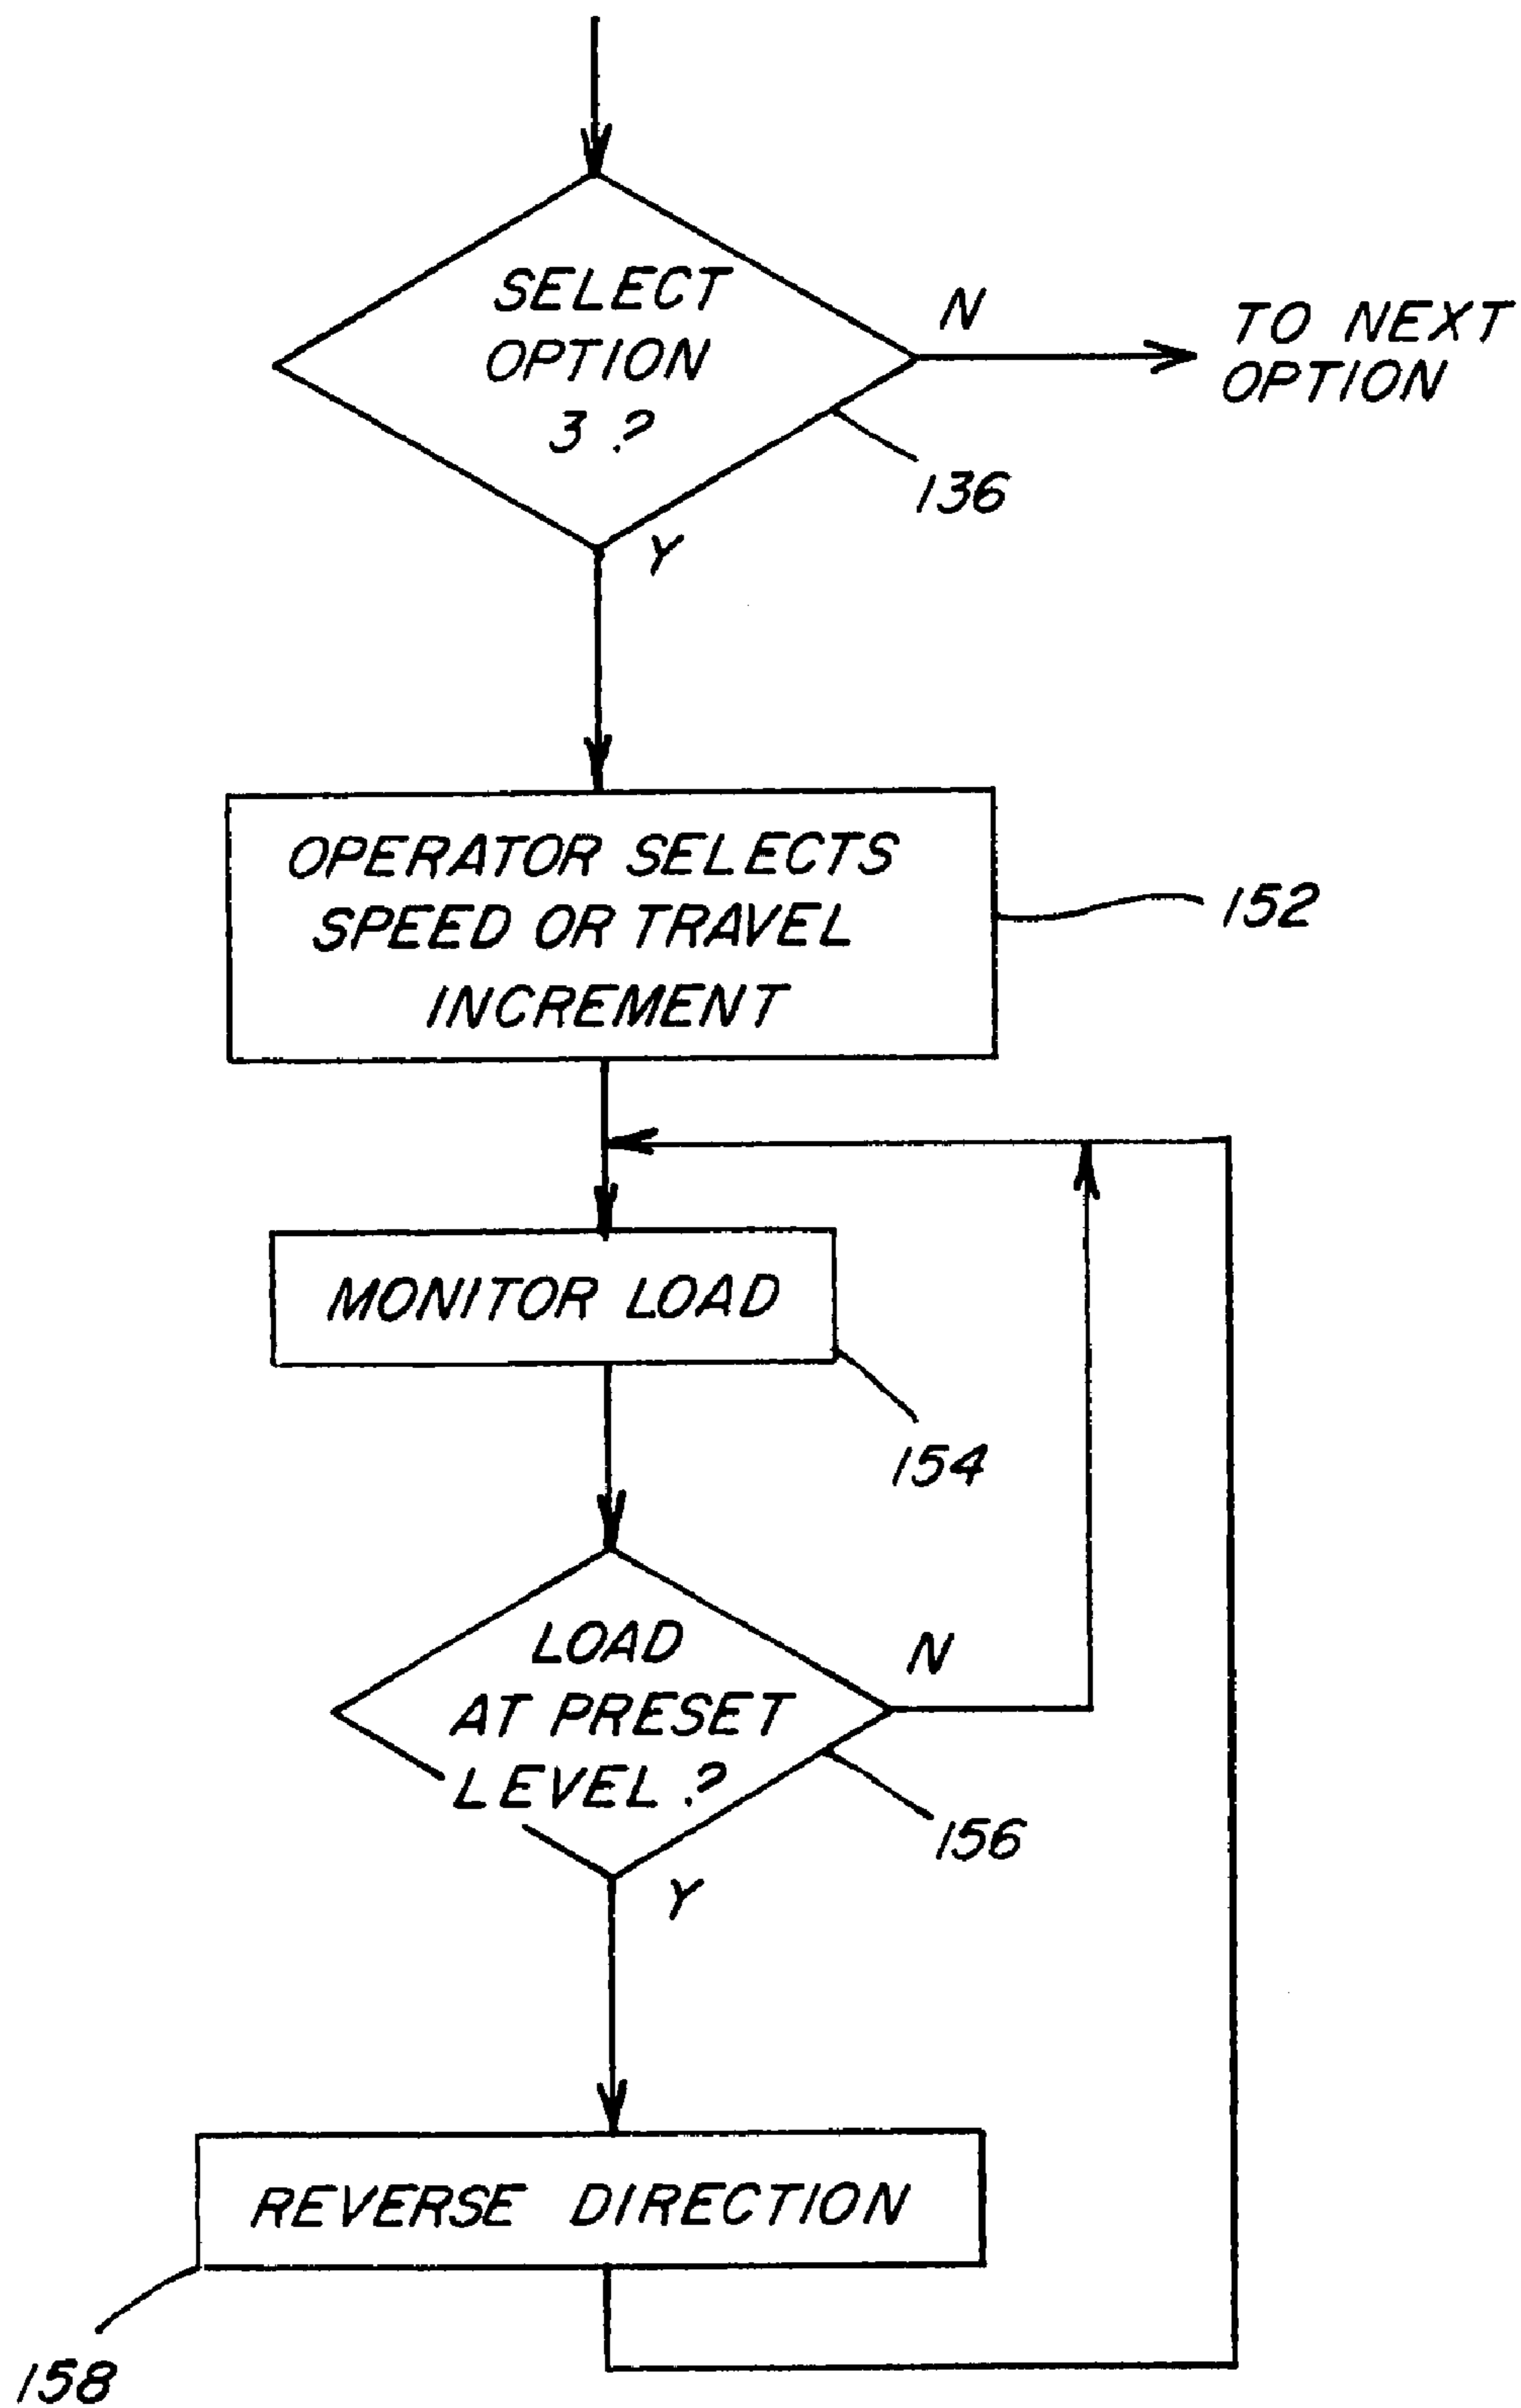 SELECT
OPTION
3 ?
N
TO NEXT
OPTION
136
Y
OPERATOR SELECTS
SPEED OR TRAVEL
INCREMENT
152
MONITOR LOAD
154
LOAD
AT PRESET
LEVEL ?
N
156
Y
REVERSE DIRECTION
158